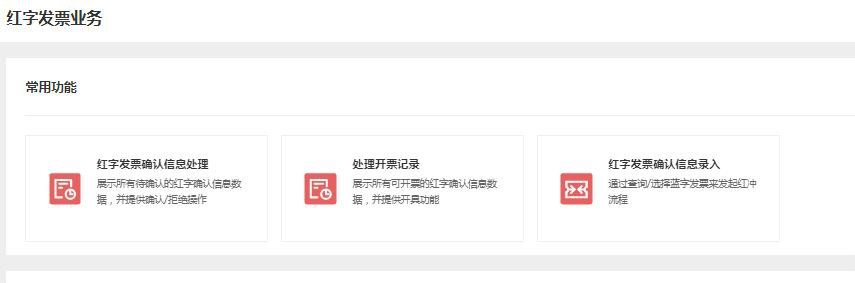 红字发票业务
常用功能
红字发票确认信息处理
展示所有待确认的红字确认信息数
据，并提供确认/拒绝操作
处理开票记录
展示所有可开票的红字确认信息数
据，并提供开具功能
红字发票确认信息录入
通过查询/选择蓝字发票来发起红冲
流程